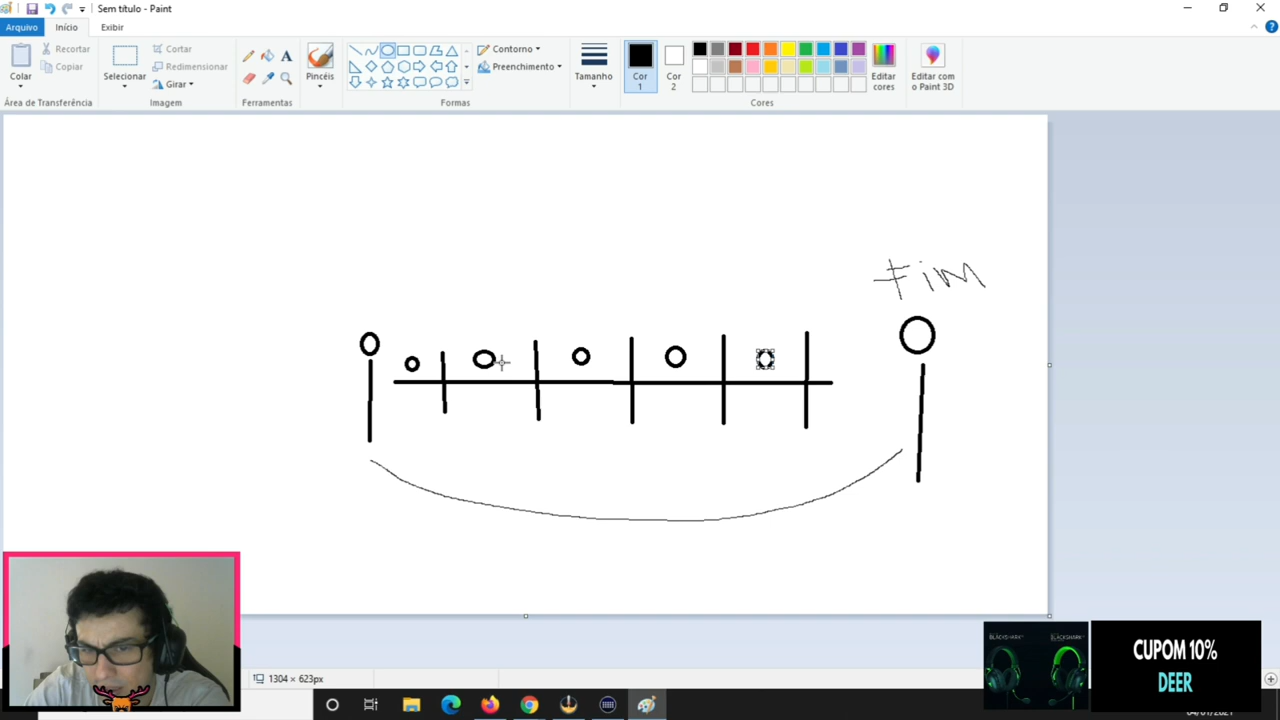 Sem título - Paint
Arquivo Início Exibir
Colar
Recortar
Copiar
Área de Transferência
Selecionar
Cortar
Redimensionar
Girar
Imagem
Ferramentas
Pincéis
Contorno
Preenchimento
Formas
Tamanho
Cor 1
Cor 2
Cores
Editar cores
Editar com o Paint 3D
Fim
1304 × 623px
BLACKSHARK
BLACKSHARK
CUPOM 10%
DEER